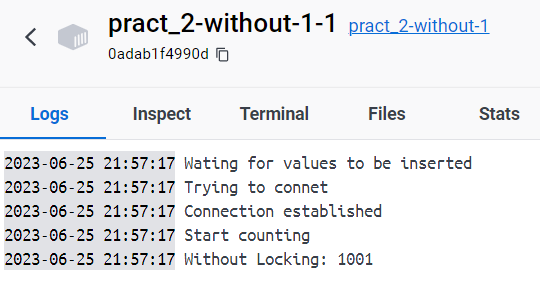 pract_2-without-1-1 pract_2-without-1
0adab1f4990d
Logs Inspect Terminal Files Stats
2023-06-25 21:57:17 Wating for values to be inserted
2023-06-25 21:57:17 Trying to connet
2023-06-25 21:57:17 Connection established
2023-06-25 21:57:17 Start counting
2023-06-25 21:57:17 Without Locking: 1001